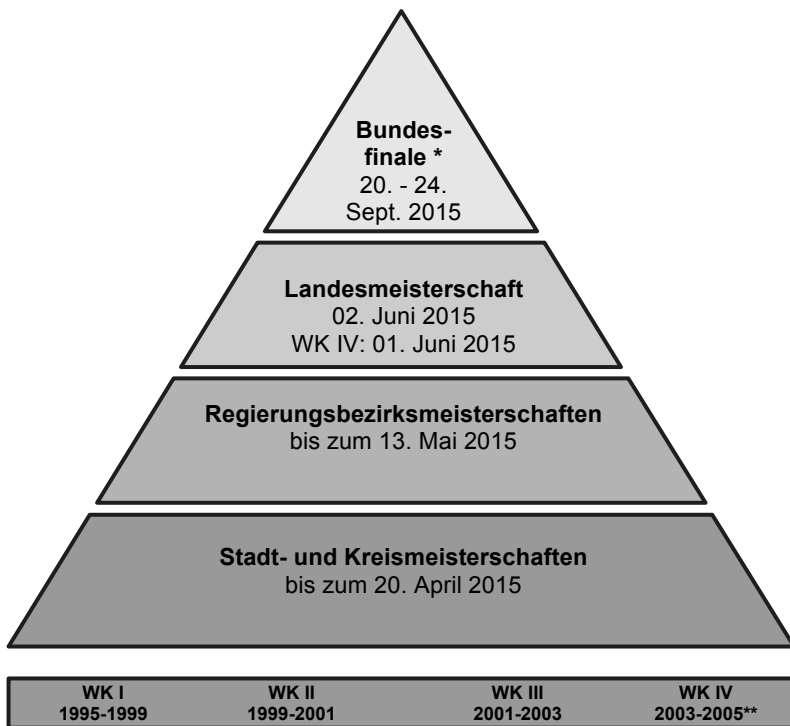 Bundes-
finale *
20. - 24.
Sept. 2015
Landesmeisterschaft
02. Juni 2015
WK IV: 01. Juni 2015
Regierungsbezirksmeisterschaften
bis zum 13. Mai 2015
Stadt- und Kreismeisterschaften
bis zum 20. April 2015
WK I WK II WK III WK IV
1995-1999 1999-2001 2001-2003 2003-2005**